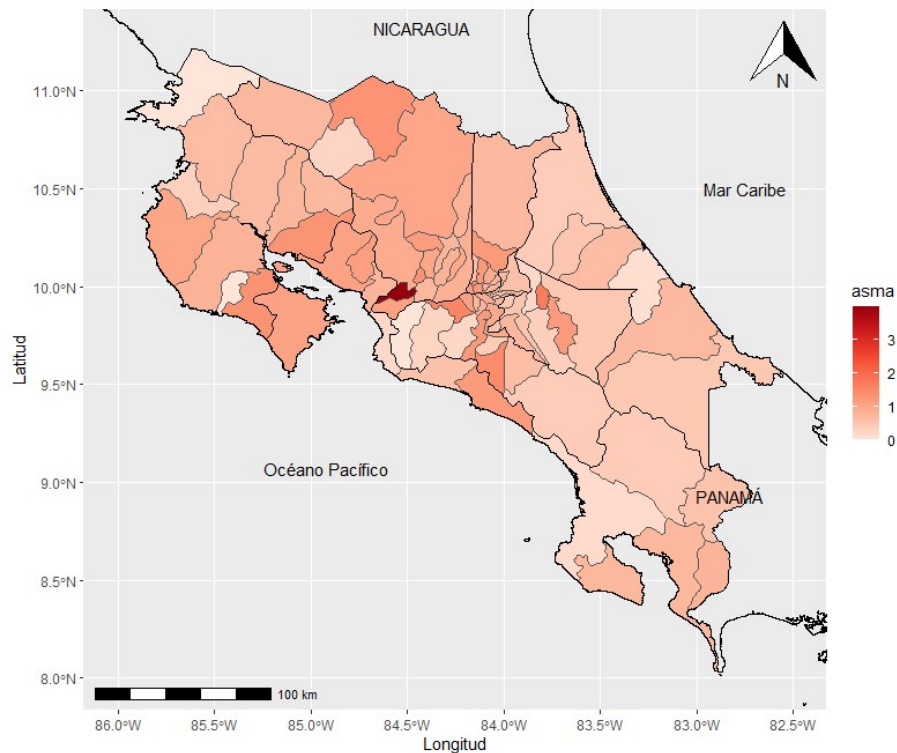 NICARAGUA
N
11.0°N
10.5°N
Mar Caribe
10.0°N
asma
3
2
1
0
Latitud
9.5°N
Océano Pacífico
9.0°N
PANAMÁ
8.5°N
8.0°N
100 km
86.0°W 85.5°W 85.0°W 84.5°W 84.0°W 83.5°W 83.0°W 82.5°W
Longitud